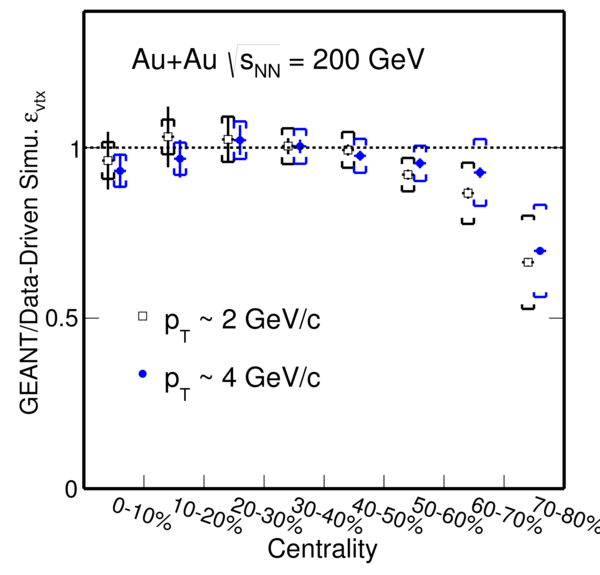 Au+Au √sNN = 200 GeV
GEANT/Data-Driven Simu. εvtx
1
0.5
0
pT ~ 2 GeV/c
pT ~ 4 GeV/c
0-10% 10-20% 20-30% 30-40% 40-50% 50-60% 60-70% 70-80%
Centrality